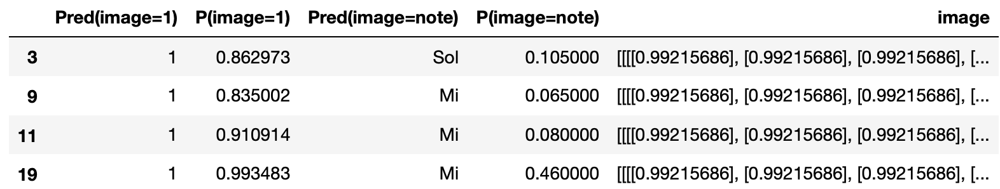 Pred(image=1) P(image=1) Pred(image=note) P(image=note) image
3 1 0.862973 Sol 0.105000 [[[[0.99215686], [0.99215686], [0.99215686], [...
9 1 0.835002 Mi 0.065000 [[[[0.99215686], [0.99215686], [0.99215686], [...
11 1 0.910914 Mi 0.080000 [[[[0.99215686], [0.99215686], [0.99215686], [...
19 1 0.993483 Mi 0.460000 [[[[0.99215686], [0.99215686], [0.99215686], [...